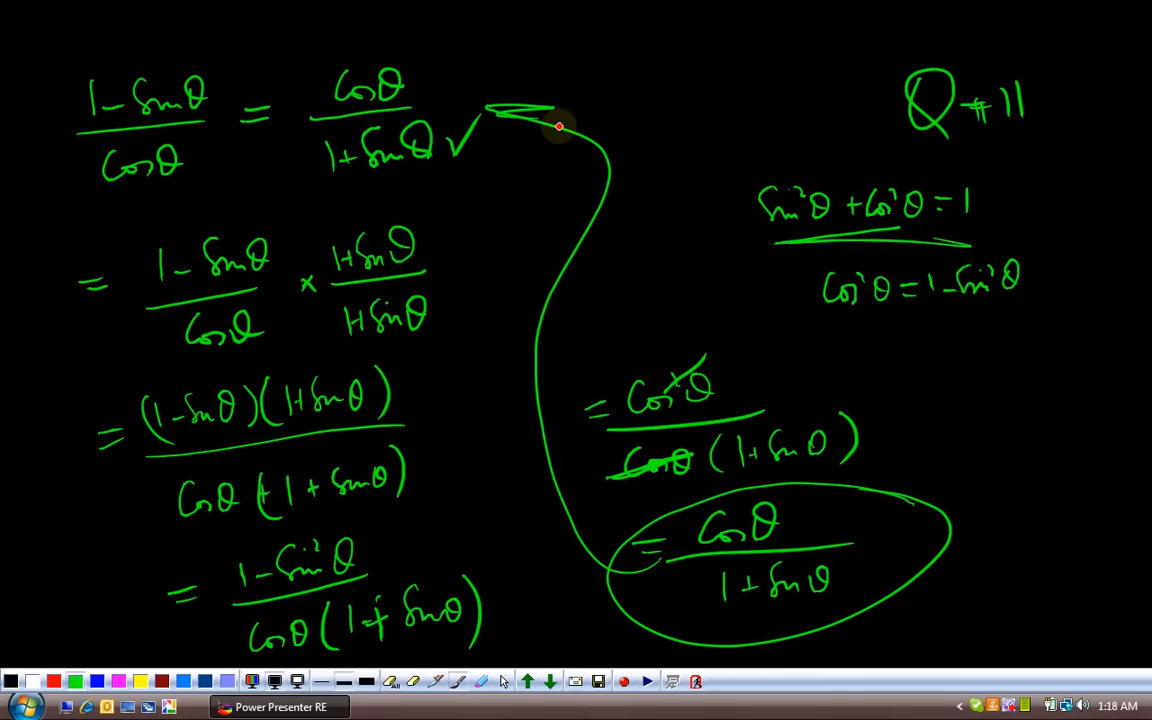 1 - Sinθ / Cosθ = Cosθ / 1 + Sinθ ✓
= 1 - Sinθ / Cosθ × 1 + Sinθ / 1 + Sinθ
= (1 - Sinθ)(1 + Sinθ) / Cosθ (1 + Sinθ)
= 1 - Sin²θ / Cosθ (1 + Sinθ)
Q # 11
Sin²θ + Cos²θ = 1
Cos²θ = 1 - Sin²θ
= Cos²θ / Cosθ (1 + Sinθ)
= Cosθ / 1 + Sinθ
All
Power Presenter RE
1:18 AM